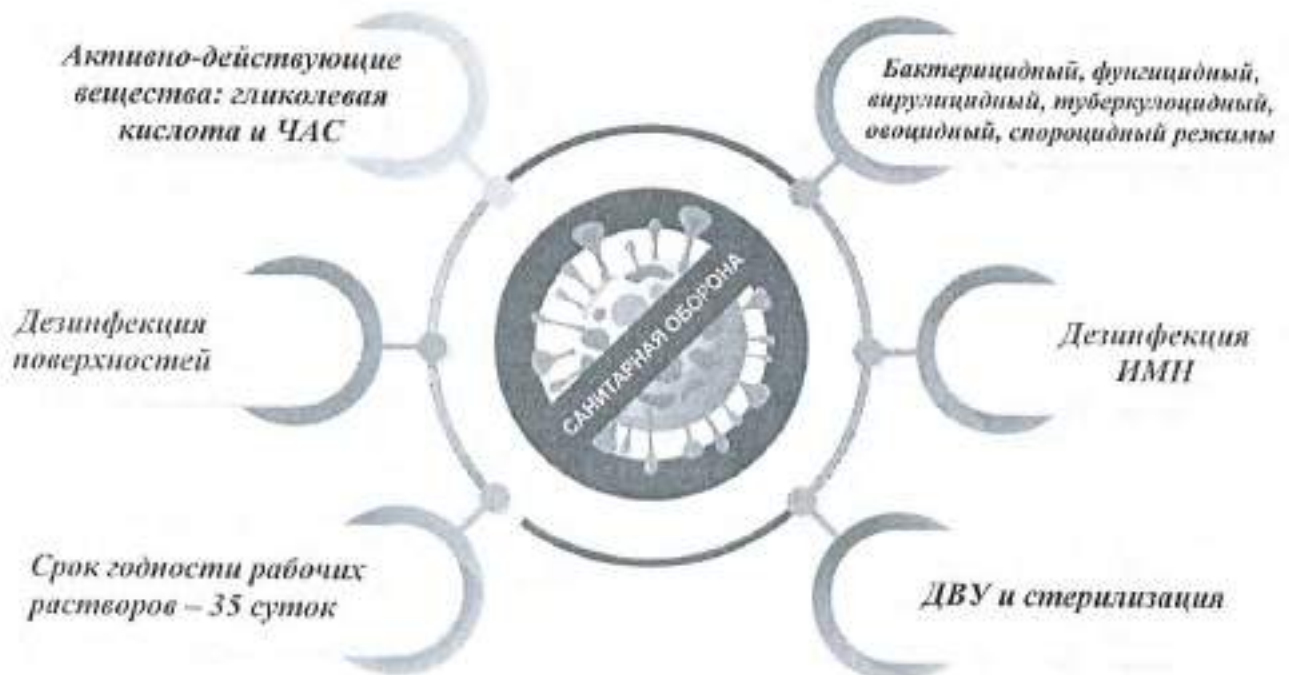 Активно-действующие
вещества: гликолевая
кислота и ЧАС
Бактерицидный, фунгицидный,
вирулицидный, туберкулоцидный,
овоцидный, спороцидный режимы
Дезинфекция
поверхностей
САНИТАРНАЯ ОБОРОНА
Дезинфекция
ИМН
Срок годности рабочих
растворов – 35 суток
ДВУ и стерилизация